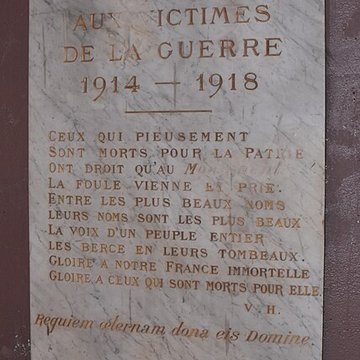 AUX VICTIMES
DE LA GUERRE
1914 — 1918
CEUX QUI PIEUSEMENT
SONT MORTS POUR LA PATRIE
ONT DROIT QU'AU Monument
LA FOULE VIENNE ET PRIE.
ENTRE LES PLUS BEAUX NOMS
LEURS NOMS SONT LES PLUS BEAUX
LA VOIX D'UN PEUPLE ENTIER
LES BERCE EN LEURS TOMBEAUX.
GLOIRE A NOTRE FRANCE IMMORTELLE
GLOIRE A CEUX QUI SONT MORTS POUR ELLE
V. H.
Requiem œternam dona eis Domine.